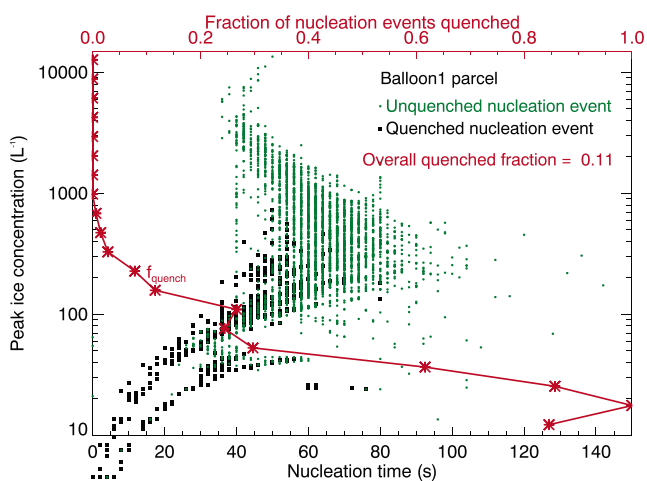 Fraction of nucleation events quenched
0.0 0.2 0.4 0.6 0.8 1.0
Balloon1 parcel
Unquenched nucleation event
Quenched nucleation event
Overall quenched fraction = 0.11
f_quench
Peak ice concentration (L⁻¹)
10000
1000
100
10
0 20 40 60 80 100 120 140
Nucleation time (s)